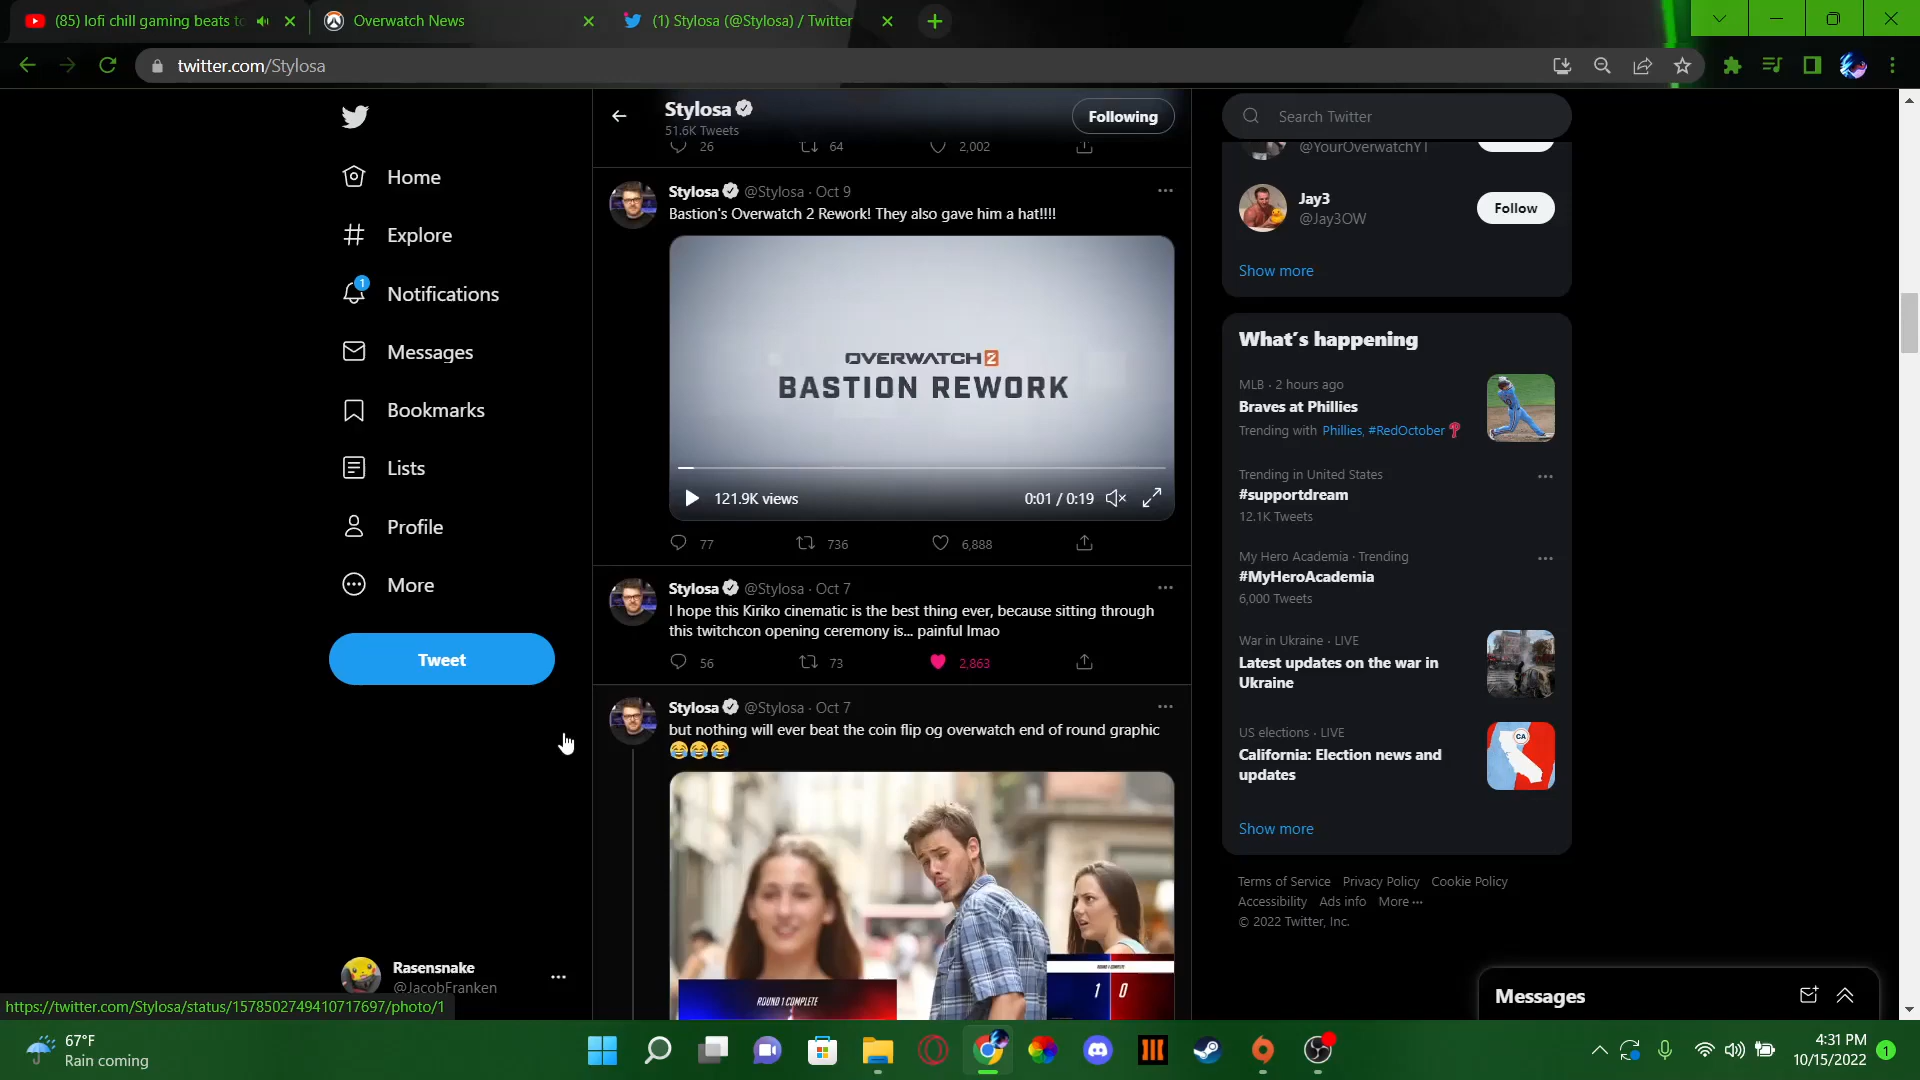 (85) lofi chill gaming beats to
Overwatch News
(1) Stylosa (@Stylosa) / Twitter
twitter.com/Stylosa
Stylosa
51.6K Tweets
Following
Search Twitter
26
64
2,002
@YourOverwatchYT
Home
Explore
1
Notifications
Messages
Bookmarks
Lists
Profile
More
Tweet
Stylosa @Stylosa · Oct 9
Bastion's Overwatch 2 Rework! They also gave him a hat!!!!
OVERWATCH 2
BASTION REWORK
121.9K views
0:01 / 0:19
77
736
6,888
Stylosa @Stylosa · Oct 7
I hope this Kiriko cinematic is the best thing ever, because sitting through
this twitchcon opening ceremony is... painful lmao
56
73
2,863
Stylosa @Stylosa · Oct 7
but nothing will ever beat the coin flip og overwatch end of round graphic
😂😂😂
ROUND 1 COMPLETE
ROUND 1 COMPLETE
1 0
Jay3
@Jay3OW
Follow
Show more
What's happening
MLB · 2 hours ago
Braves at Phillies
Trending with Phillies, #RedOctober
Trending in United States
#supportdream
12.1K Tweets
My Hero Academia · Trending
#MyHeroAcademia
6,000 Tweets
War in Ukraine · LIVE
Latest updates on the war in
Ukraine
US elections · LIVE
California: Election news and
updates
CA
Show more
Terms of Service Privacy Policy Cookie Policy
Accessibility Ads info More ···
© 2022 Twitter, Inc.
Rasensnake
@JacobFranken
Messages
https://twitter.com/Stylosa/status/1578502749410717697/photo/1
67°F
Rain coming
4:31 PM
10/15/2022
1